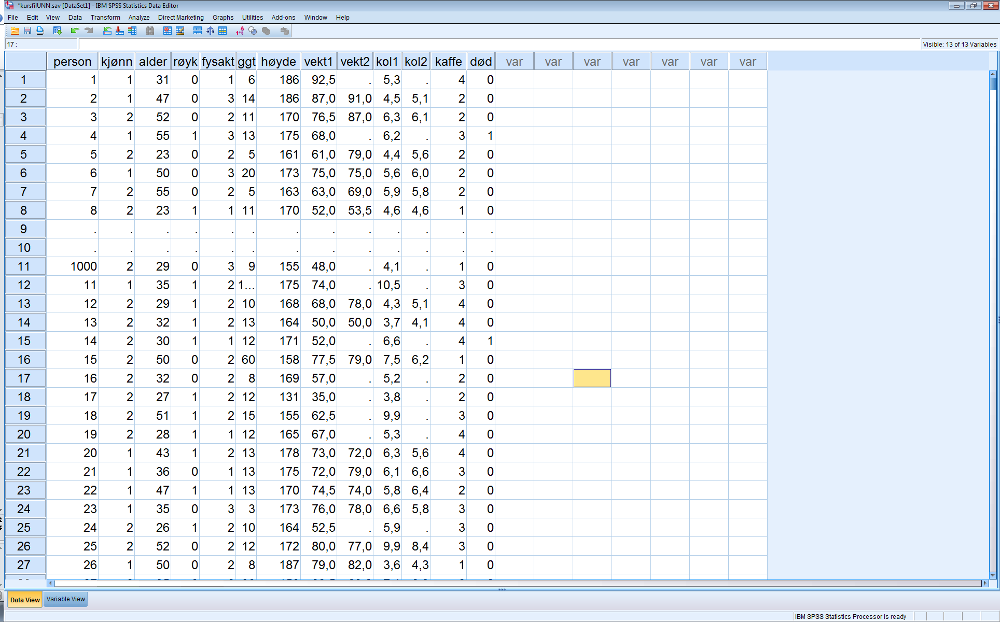 *kursfilUNN.sav [DataSet1] - IBM SPSS Statistics Data Editor
File Edit View Data Transform Analyze Direct Marketing Graphs Utilities Add-ons Window Help
17 : Visible: 13 of 13 Variables
person kjønn alder røyk fysakt ggt høyde vekt1 vekt2 kol1 kol2 kaffe død var var var var var var var
1 1 1 31 0 1 6 186 92,5 . 5,3 . 4 0
2 2 1 47 0 3 14 186 87,0 91,0 4,5 5,1 2 0
3 3 2 52 0 2 11 170 76,5 87,0 6,3 6,1 2 0
4 4 1 55 1 3 13 175 68,0 . 6,2 . 3 1
5 5 2 23 0 2 5 161 61,0 79,0 4,4 5,6 2 0
6 6 1 50 0 3 20 173 75,0 75,0 5,6 6,0 2 0
7 7 2 55 0 2 5 163 63,0 69,0 5,9 5,8 2 0
8 8 2 23 1 1 11 170 52,0 53,5 4,6 4,6 1 0
9 . . . . . . . . . . . . .
10 . . . . . . . . . . . . .
11 1000 2 29 0 3 9 155 48,0 . 4,1 . 1 0
12 11 1 35 1 2 1... 175 74,0 . 10,5 . 3 0
13 12 2 29 1 2 10 168 68,0 78,0 4,3 5,1 4 0
14 13 2 32 1 2 13 164 50,0 50,0 3,7 4,1 4 0
15 14 2 30 1 1 12 171 52,0 . 6,6 . 4 1
16 15 2 50 0 2 60 158 77,5 79,0 7,5 6,2 1 0
17 16 2 32 0 2 8 169 57,0 . 5,2 . 2 0
18 17 2 27 1 2 12 131 35,0 . 3,8 . 2 0
19 18 2 51 1 2 15 155 62,5 . 9,9 . 3 0
20 19 2 28 1 1 12 165 67,0 . 5,3 . 4 0
21 20 1 43 1 2 13 178 73,0 72,0 6,3 5,6 4 0
22 21 1 36 0 1 13 175 72,0 79,0 6,1 6,6 3 0
23 22 1 47 1 1 13 170 74,5 74,0 5,8 6,4 2 0
24 23 1 35 0 3 3 173 76,0 78,0 6,6 5,8 3 0
25 24 2 26 1 2 10 164 52,5 . 5,9 . 3 0
26 25 2 52 0 2 12 172 80,0 77,0 9,9 8,4 3 0
27 26 1 50 0 2 8 187 79,0 82,0 3,6 4,3 1 0
Data View Variable View
IBM SPSS Statistics Processor is ready